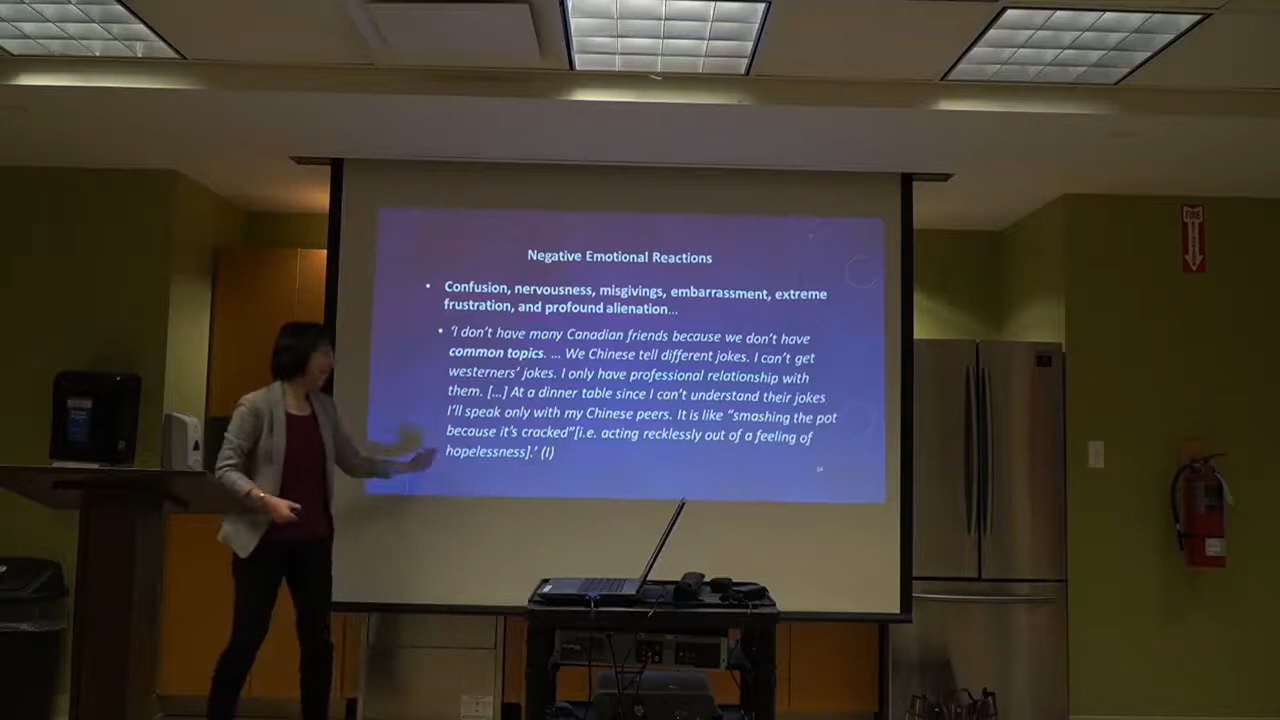 Negative Emotional Reactions
• Confusion, nervousness, misgivings, embarrassment, extreme
frustration, and profound alienation…
• 'I don't have many Canadian friends because we don't have
common topics. … We Chinese tell different jokes. I can't get
westerners' jokes. I only have professional relationship with
them. […] At a dinner table since I can't understand their jokes
I'll speak only with my Chinese peers. It is like "smashing the pot
because it's cracked"[i.e. acting recklessly out of a feeling of
hopelessness].' (I)
FIRE